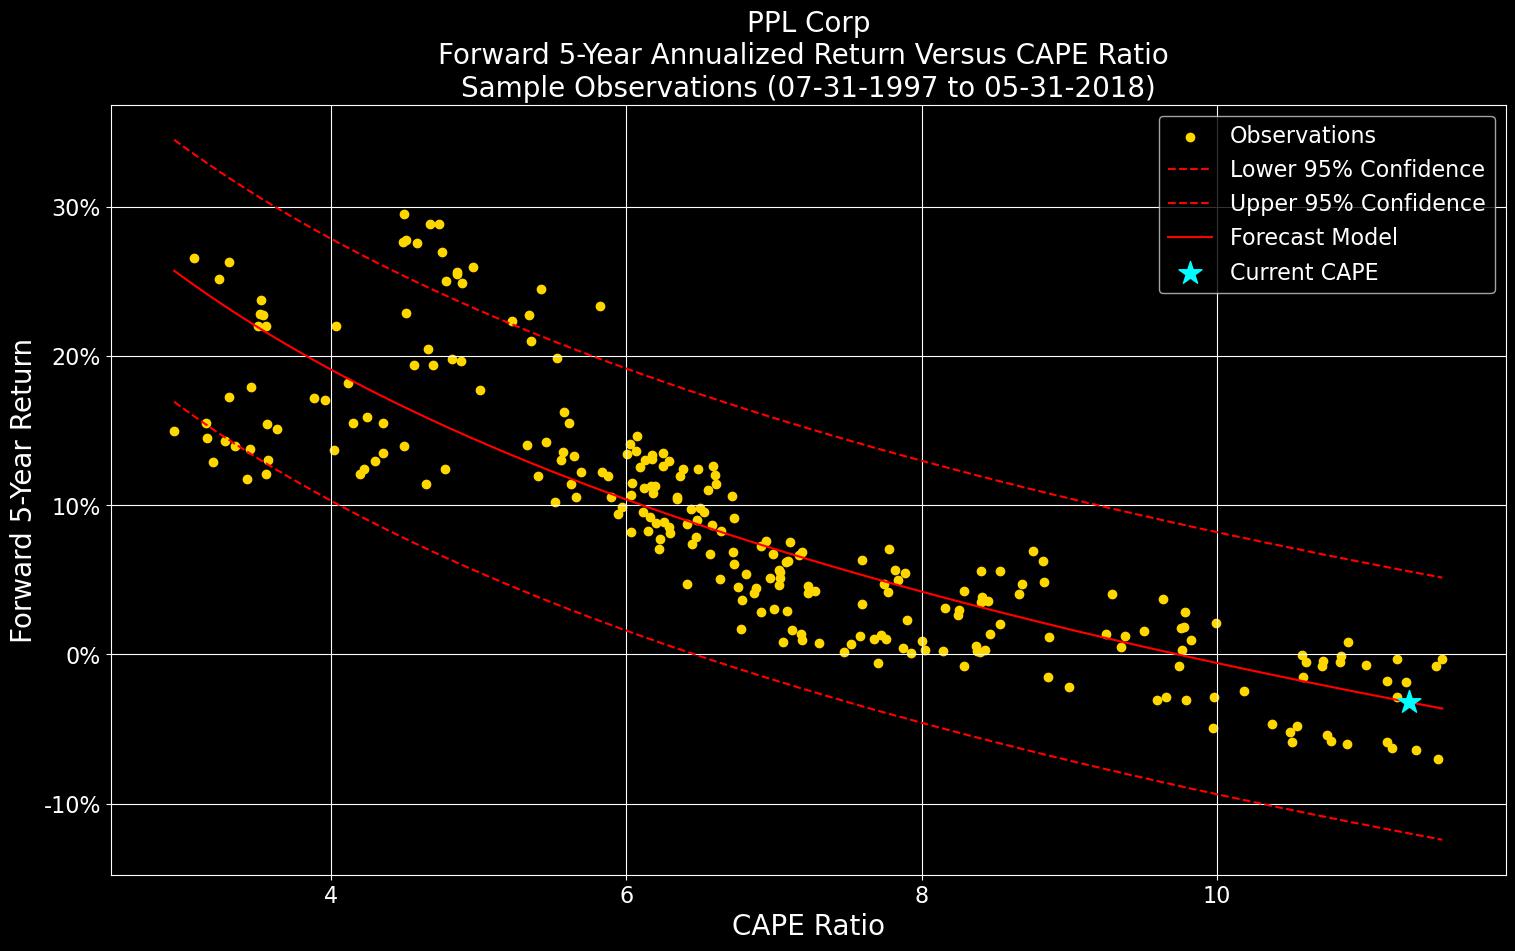 PPL Corp
Forward 5-Year Annualized Return Versus CAPE Ratio
Sample Observations (07-31-1997 to 05-31-2018)
Observations
Lower 95% Confidence
Upper 95% Confidence
Forecast Model
Current CAPE
Forward 5-Year Return
30%
20%
10%
0%
-10%
4
6
8
10
CAPE Ratio